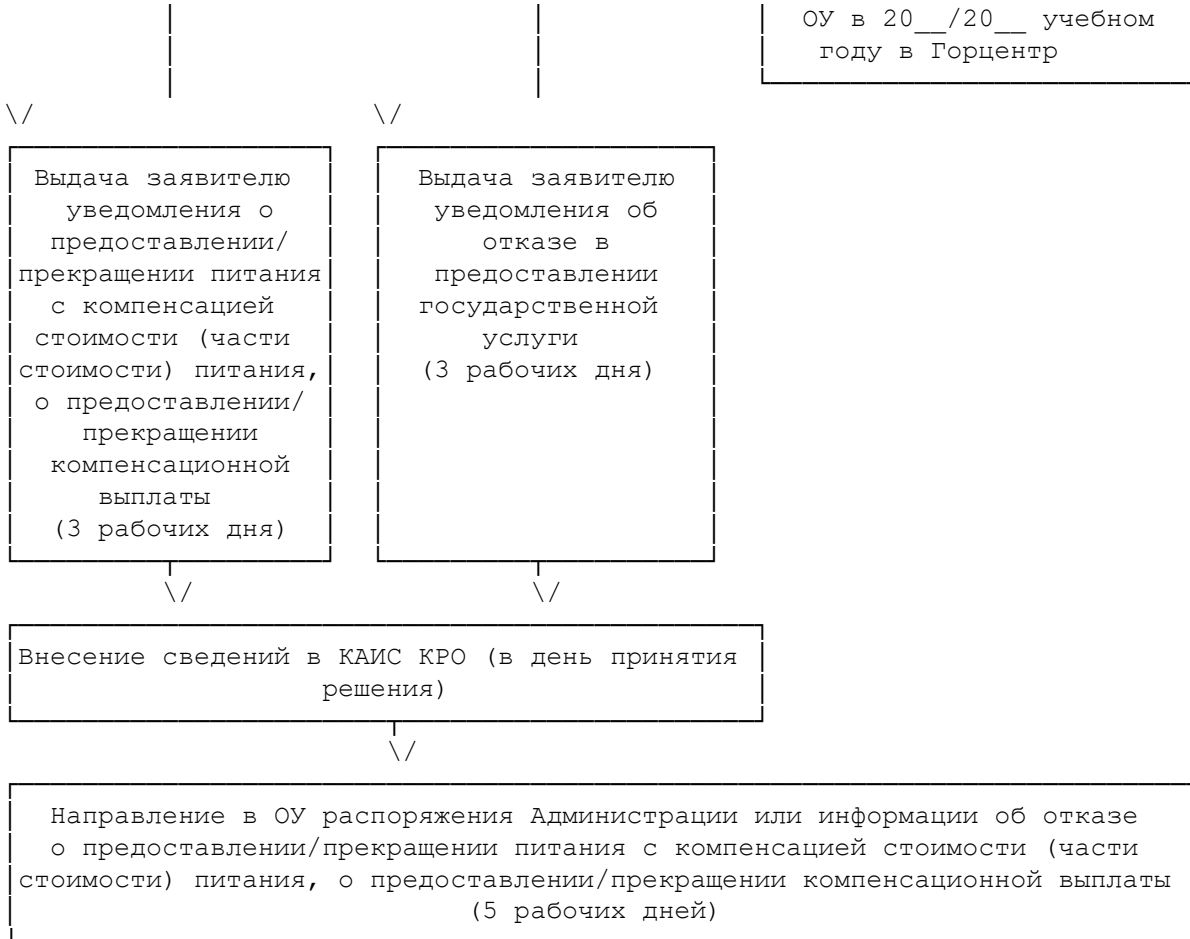 ОУ в 20__/20__ учебном
году в Горцентр
\/
\/
Выдача заявителю
уведомления о
предоставлении/
прекращении питания
с компенсацией
стоимости (части
стоимости) питания,
о предоставлении/
прекращении
компенсационной
выплаты
(3 рабочих дня)
Выдача заявителю
уведомления об
отказе в
предоставлении
государственной
услуги
(3 рабочих дня)
\/
\/
Внесение сведений в КАИС КРО (в день принятия
решения)
\/
Направление в ОУ распоряжения Администрации или информации об отказе
о предоставлении/прекращении питания с компенсацией стоимости (части
стоимости) питания, о предоставлении/прекращении компенсационной выплаты
(5 рабочих дней)